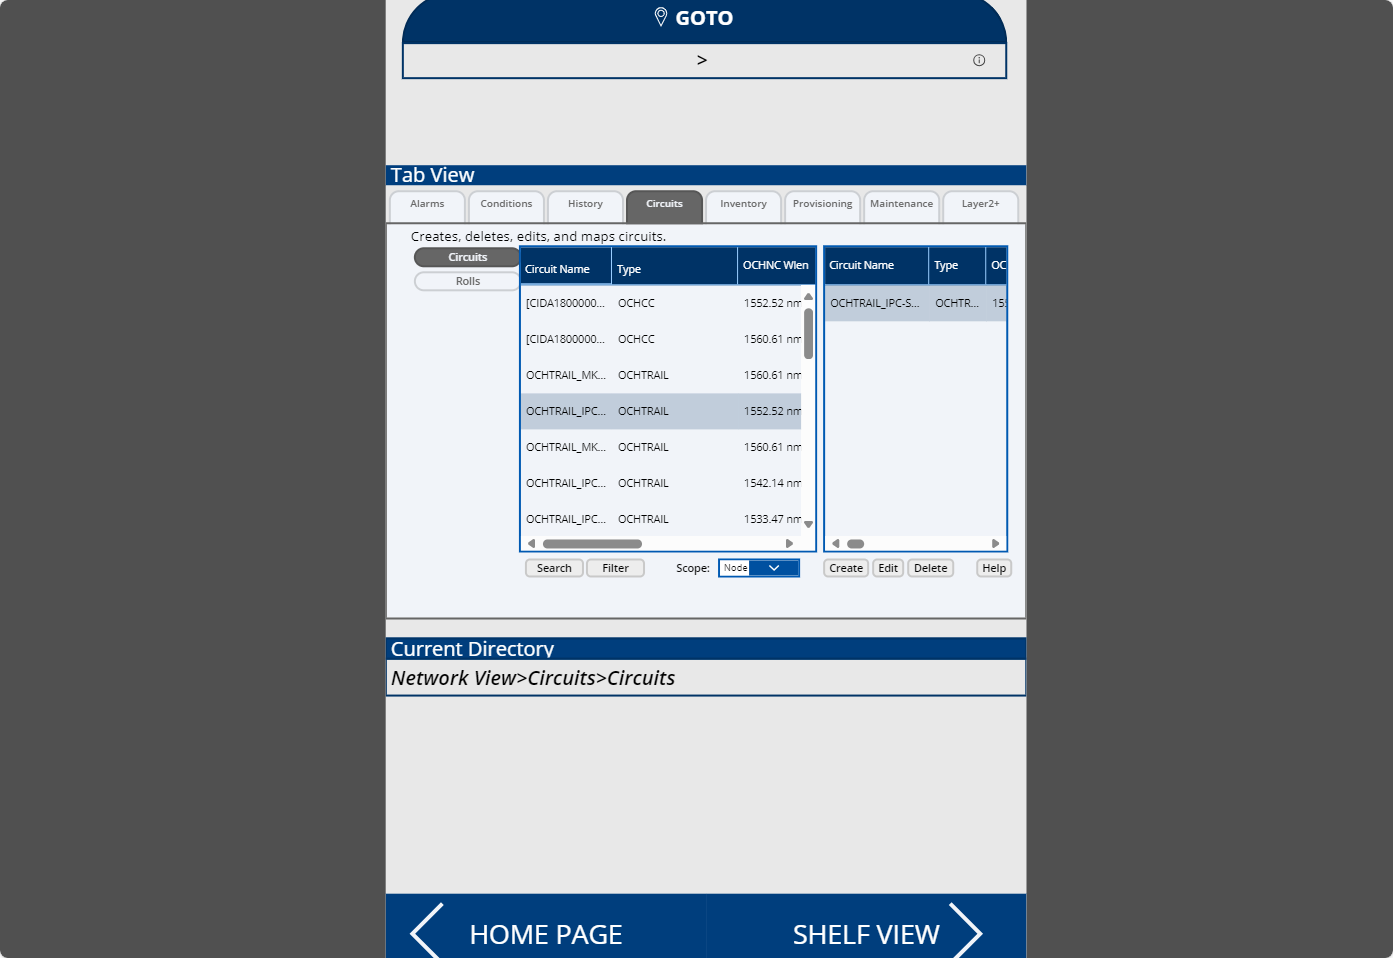 GOTO
>
Tab View
Alarms Conditions History Circuits Inventory Provisioning Maintenance Layer2+
Creates, deletes, edits, and maps circuits.
Circuits
Rolls
Circuit Name Type OCHNC Wlen
[CIDA1800000... OCHCC 1552.52 nm
[CIDA1800000... OCHCC 1560.61 nm
OCHTRAIL_MK... OCHTRAIL 1560.61 nm
OCHTRAIL_IPC... OCHTRAIL 1552.52 nm
OCHTRAIL_MK... OCHTRAIL 1560.61 nm
OCHTRAIL_IPC... OCHTRAIL 1542.14 nm
OCHTRAIL_IPC... OCHTRAIL 1533.47 nm
Circuit Name Type OC
OCHTRAIL_IPC-S... OCHTR... 155
Search Filter Scope: Node Create Edit Delete Help
Current Directory
Network View>Circuits>Circuits
HOME PAGE SHELF VIEW